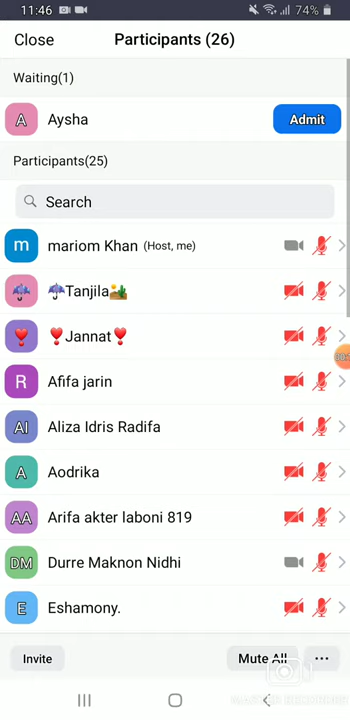 11:46 74%
Close Participants (26)
Waiting(1)
A Aysha Admit
Participants(25)
Search
m mariom Khan (Host, me)
☂Tanjila🏜
❣Jannat❣
R Afifa jarin
AI Aliza Idris Radifa
A Aodrika
AA Arifa akter laboni 819
DM Durre Maknon Nidhi
E Eshamony.
Invite Mute All ...
MASTER RECORDER